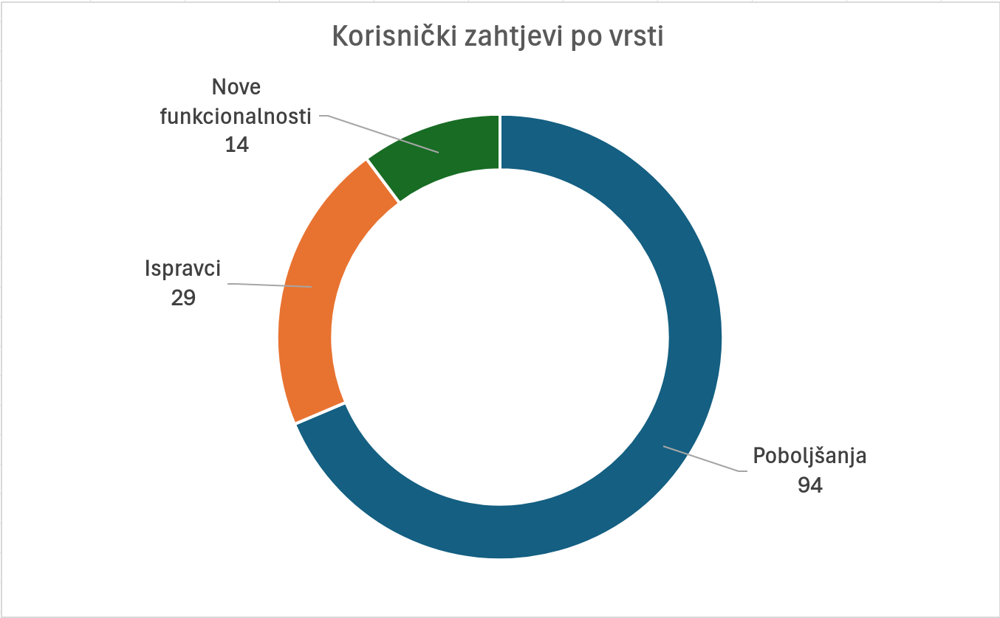 Korisnički zahtjevi po vrsti
Nove
funkcionalnosti
14
Ispravci
29
Poboljšanja
94